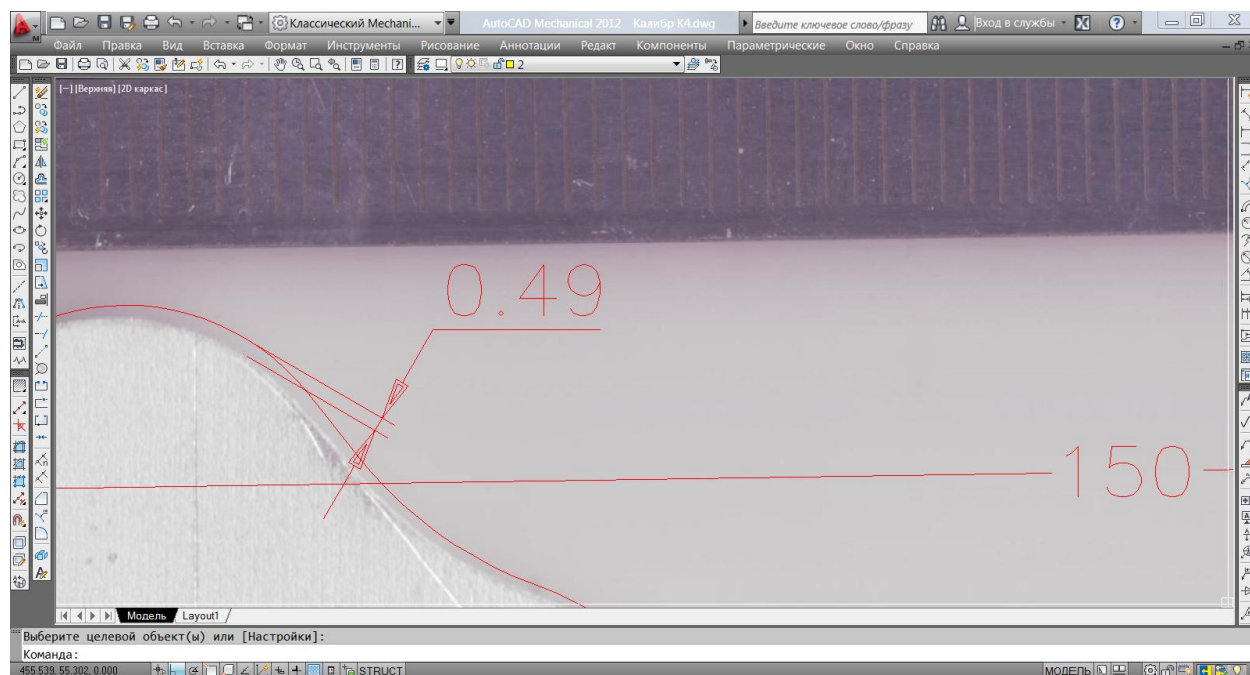 Классический Mechani...
AutoCAD Mechanical 2012 Калибр K4.dwg
Введите ключевое слово/фразу
Вход в службы
Файл Правка Вид Вставка Формат Инструменты Рисование Аннотации Редакт Компоненты Параметрические Окно Справка
2
[−] [Верхняя] [2D каркас]
0.49
150
Модель Layout1
Выберите целевой объект(ы) или [Настройки]:
Команда:
455.539, 55.302, 0.000 STRUCT МОДЕЛЬ